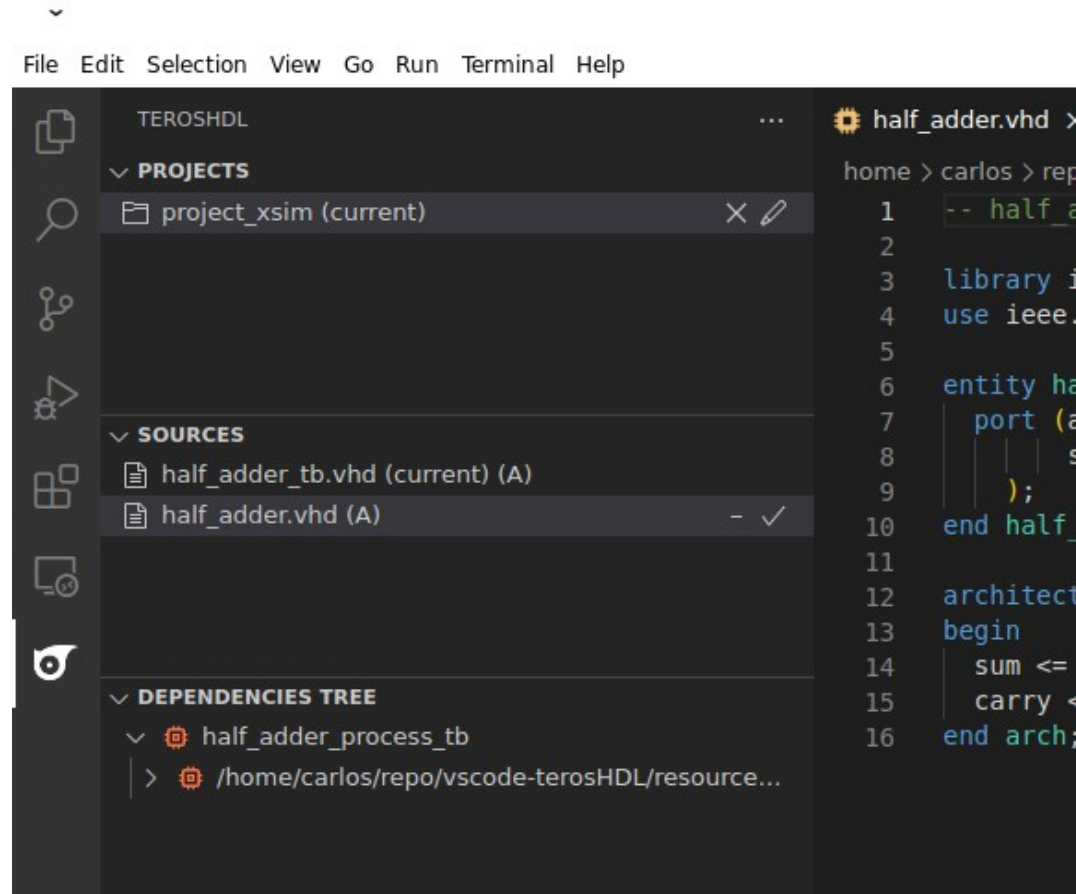 File Edit Selection View Go Run Terminal Help
TEROSHDL ...
PROJECTS
project_xsim (current)
SOURCES
half_adder_tb.vhd (current) (A)
half_adder.vhd (A)
DEPENDENCIES TREE
half_adder_process_tb
/home/carlos/repo/vscode-terosHDL/resource...
half_adder.vhd
home > carlos > rep
1 -- half_a
2
3 library i
4 use ieee.
5
6 entity ha
7 port (a
8 s
9 );
10 end half_
11
12 architect
13 begin
14 sum <=
15 carry <
16 end arch;